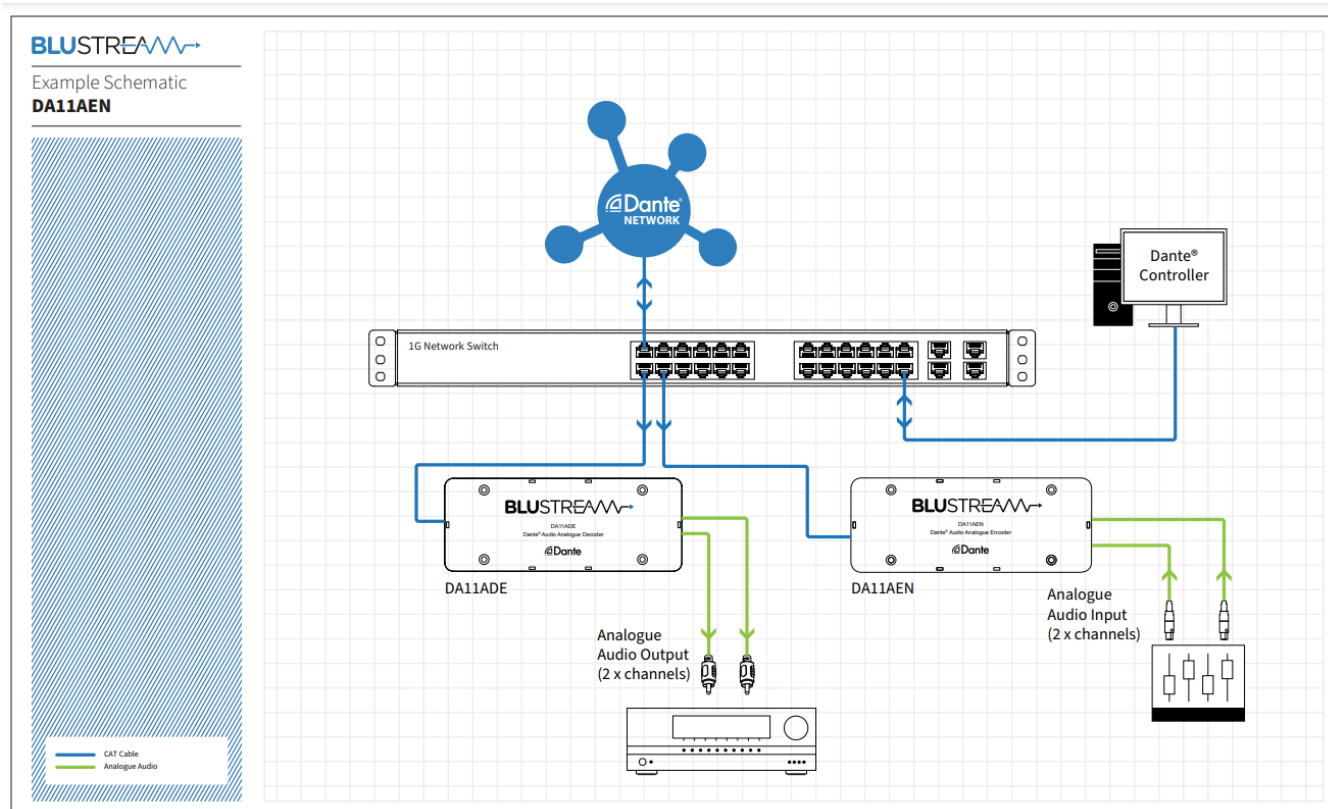 BLUSTREAM
Example Schematic
DA11AEN
Dante®
NETWORK
Dante®
Controller
1G Network Switch
BLUSTREAM
DA11ADE
Dante® Audio Analogue Decoder
Dante
DA11ADE
BLUSTREAM
DA11AEN
Dante® Audio Analogue Encoder
Dante
DA11AEN
Analogue
Audio Output
(2 x channels)
Analogue
Audio Input
(2 x channels)
CAT Cable
Analogue Audio